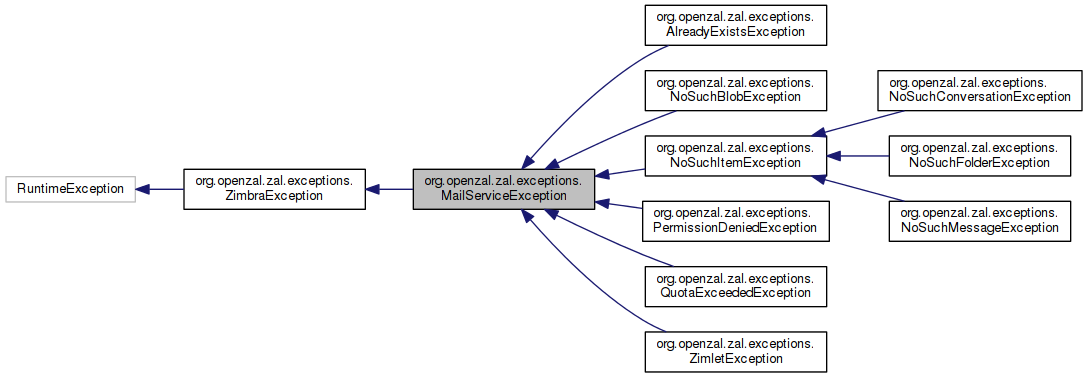 RuntimeException
org.openzal.zal.exceptions.
ZimbraException
org.openzal.zal.exceptions.
MailServiceException
org.openzal.zal.exceptions.
AlreadyExistsException
org.openzal.zal.exceptions.
NoSuchBlobException
org.openzal.zal.exceptions.
NoSuchItemException
org.openzal.zal.exceptions.
PermissionDeniedException
org.openzal.zal.exceptions.
QuotaExceededException
org.openzal.zal.exceptions.
ZimletException
org.openzal.zal.exceptions.
NoSuchConversationException
org.openzal.zal.exceptions.
NoSuchFolderException
org.openzal.zal.exceptions.
NoSuchMessageException